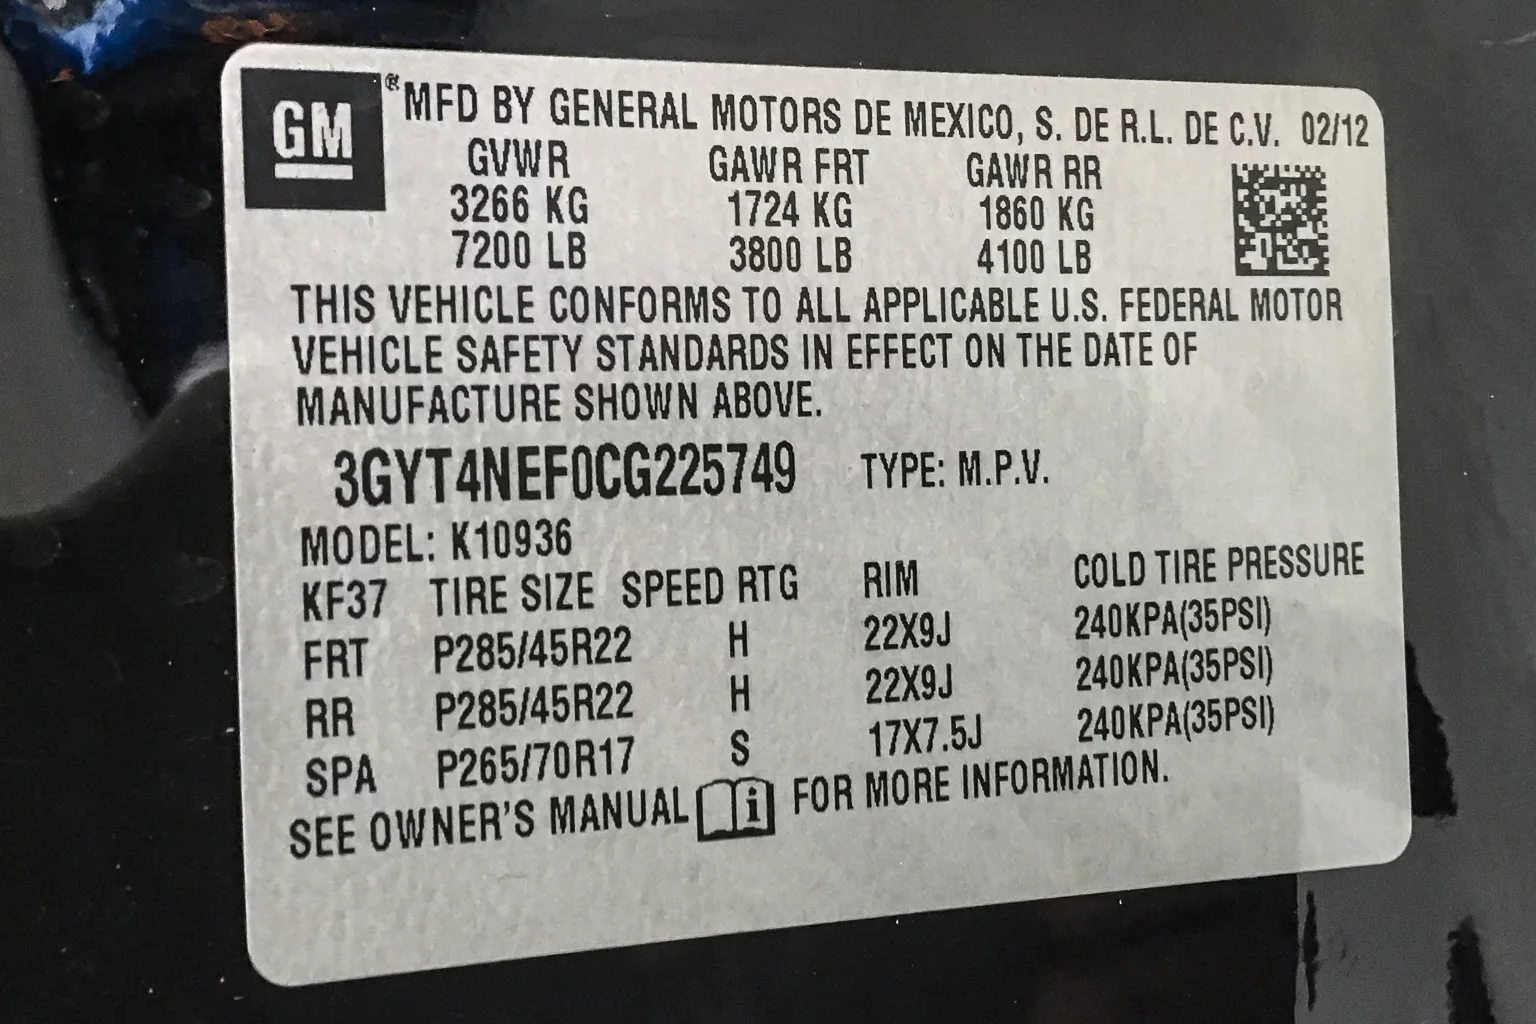 GM ® MFD BY GENERAL MOTORS DE MEXICO, S. DE R.L. DE C.V. 02/12
GVWR GAWR FRT GAWR RR
3266 KG 1724 KG 1860 KG
7200 LB 3800 LB 4100 LB
THIS VEHICLE CONFORMS TO ALL APPLICABLE U.S. FEDERAL MOTOR
VEHICLE SAFETY STANDARDS IN EFFECT ON THE DATE OF
MANUFACTURE SHOWN ABOVE.
3GYT4NEF0CG225749 TYPE: M.P.V.
MODEL: K10936
KF37 TIRE SIZE SPEED RTG RIM COLD TIRE PRESSURE
FRT P285/45R22 H 22X9J 240KPA(35PSI)
RR P285/45R22 H 22X9J 240KPA(35PSI)
SPA P265/70R17 S 17X7.5J 240KPA(35PSI)
SEE OWNER'S MANUAL i FOR MORE INFORMATION.